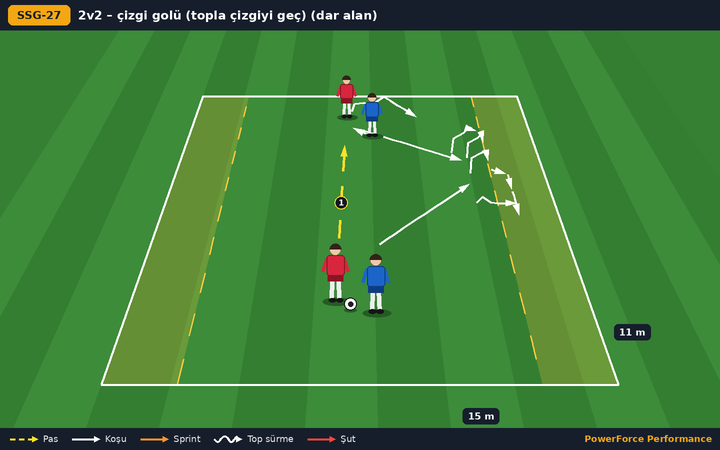 SSG-27 2v2 – çizgi golü (topla çizgiyi geç) (dar alan)
1
11 m
15 m
Pas Koşu Sprint Top sürme Şut PowerForce Performance